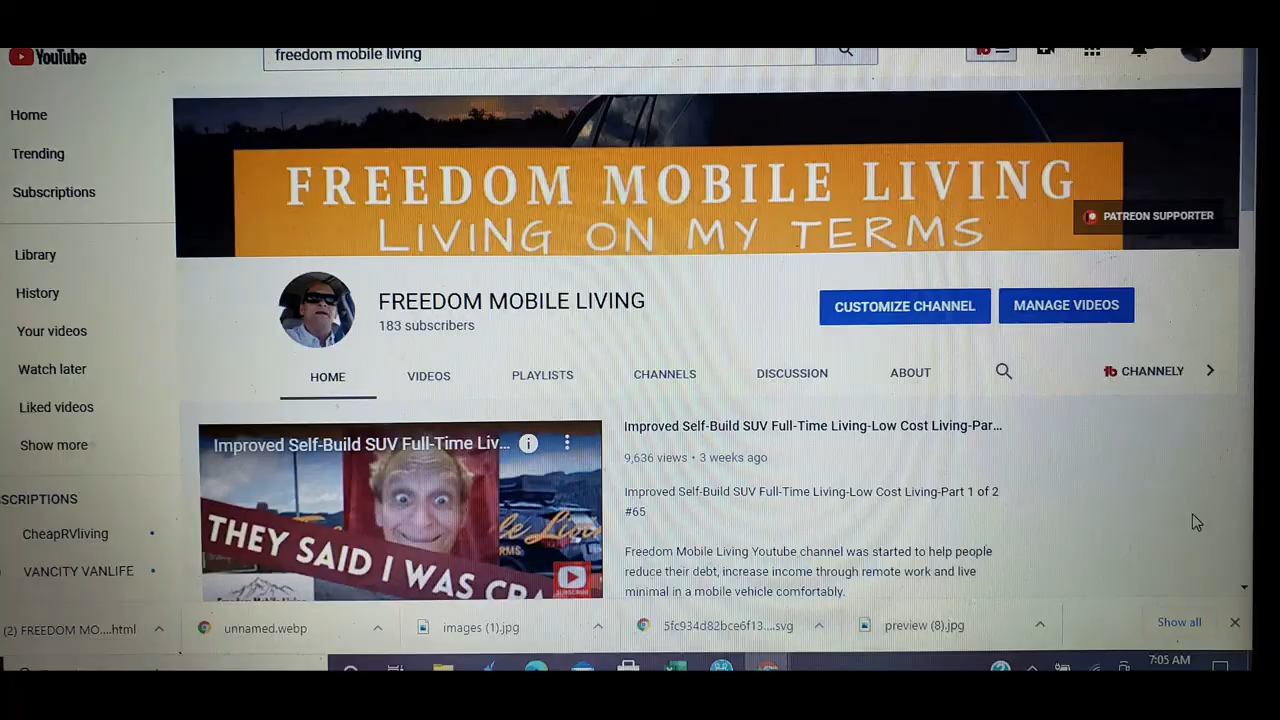 YouTube
freedom mobile living
Home
Trending
Subscriptions
Library
History
Your videos
Watch later
Liked videos
Show more
SCRIPTIONS
CheapRVliving
VANCITY VANLIFE
FREEDOM MOBILE LIVING
LIVING ON MY TERMS
PATREON SUPPORTER
FREEDOM MOBILE LIVING
183 subscribers
CUSTOMIZE CHANNEL
MANAGE VIDEOS
HOME VIDEOS PLAYLISTS CHANNELS DISCUSSION ABOUT CHANNELY
Improved Self-Build SUV Full-Time Liv...
THEY SAID I WAS CRA
SUBSCRIBE
Improved Self-Build SUV Full-Time Living-Low Cost Living-Par...
9,636 views • 3 weeks ago
Improved Self-Build SUV Full-Time Living-Low Cost Living-Part 1 of 2
#65
Freedom Mobile Living Youtube channel was started to help people
reduce their debt, increase income through remote work and live
minimal in a mobile vehicle comfortably.
(2) FREEDOM MO....html unnamed.webp images (1).jpg 5fc934d82bce6f13....svg preview (8).jpg Show all
7:05 AM